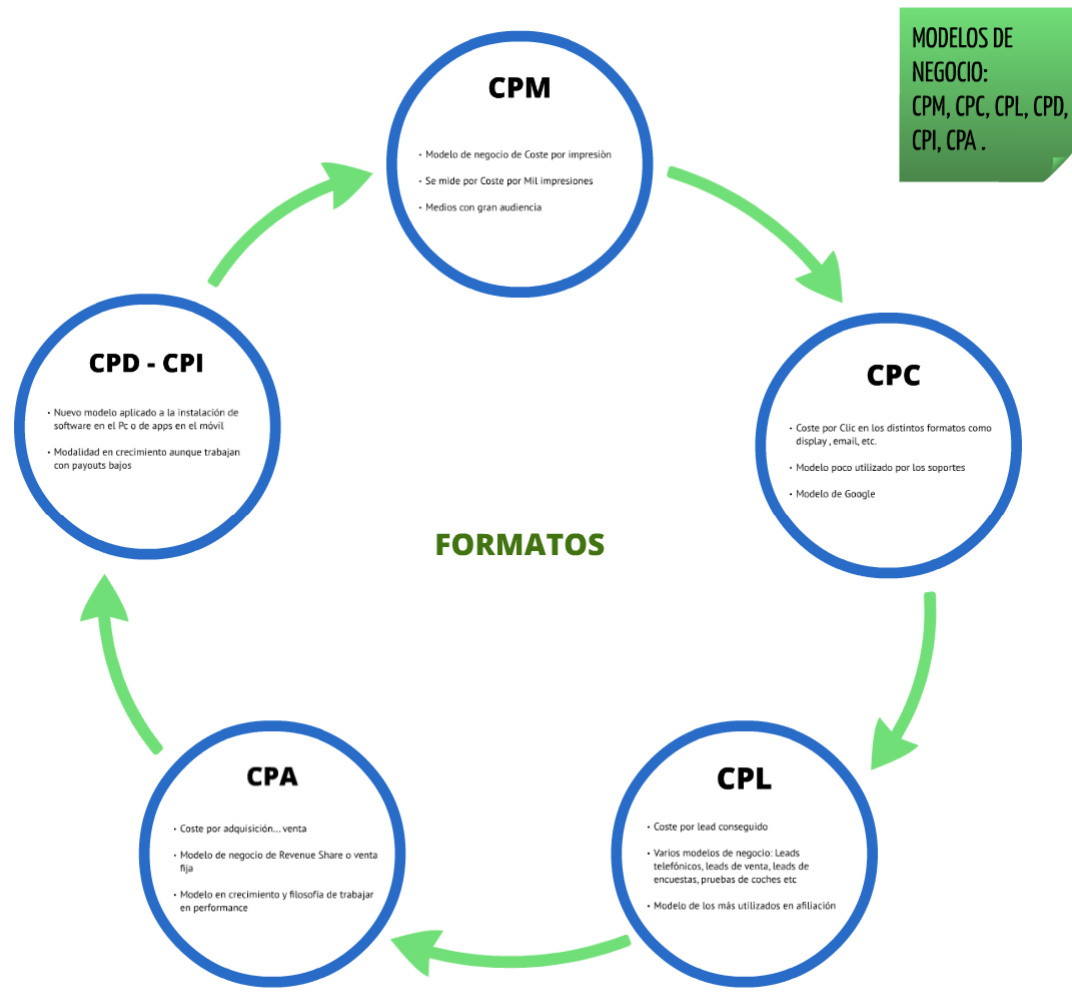 MODELOS DE
NEGOCIO:
CPM, CPC, CPL, CPD,
CPI, CPA .
CPM
• Modelo de negocio de Coste por impresiòn
• Se mide por Coste por Mil impresiones
• Medios con gran audiencia
CPC
• Coste por Clic en los distintos formatos como
display , email, etc.
• Modelo poco utilizado por los soportes
• Modelo de Google
CPL
• Coste por lead conseguido
• Varios modelos de negocio: Leads
telefónicos, leads de venta, leads de
encuestas, pruebas de coches etc
• Modelo de los más utilizados en afiliación
CPA
• Coste por adquisición... venta
• Modelo de negocio de Revenue Share o venta
fija
• Modelo en crecimiento y filosofía de trabajar
en performance
CPD - CPI
• Nuevo modelo aplicado a la instalación de
software en el Pc o de apps en el móvil
• Modalidad en crecimiento aunque trabajan
con payouts bajos
FORMATOS